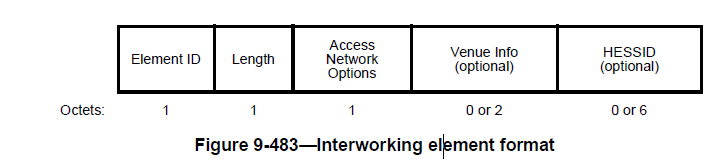 Element ID
Length
Access
Network
Options
Venue Info
(optional)
HESSID
(optional)
Octets: 1 1 1 0 or 2 0 or 6
Figure 9-483—Interworking element format